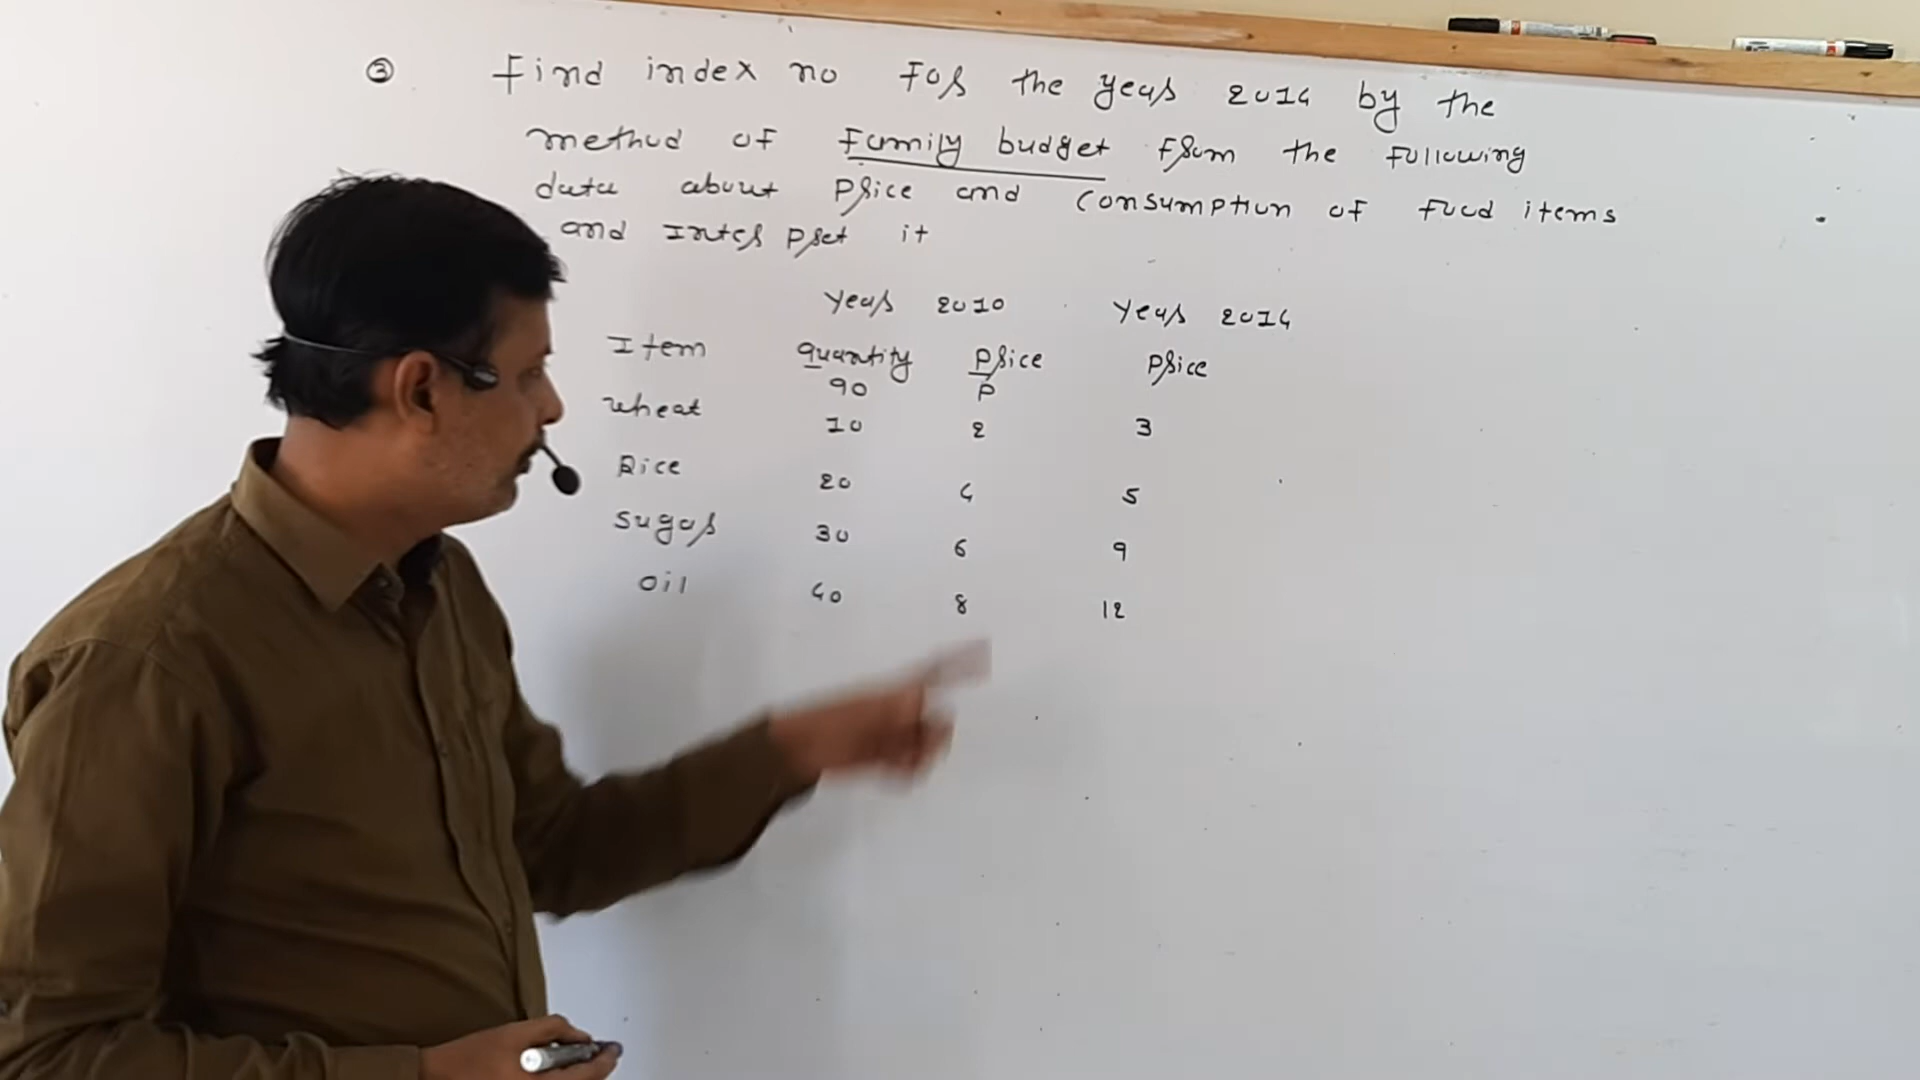 ③ Find index no For the year 2014 by the
method of Family budget From the Following
data about Price and Consumption of Food items
and Interpret it
Year 2010 Year 2014
Item quantity Price Price
q0 P
wheat 10 2 3
Rice 20 4 5
sugar 30 6 9
oil 40 8 12